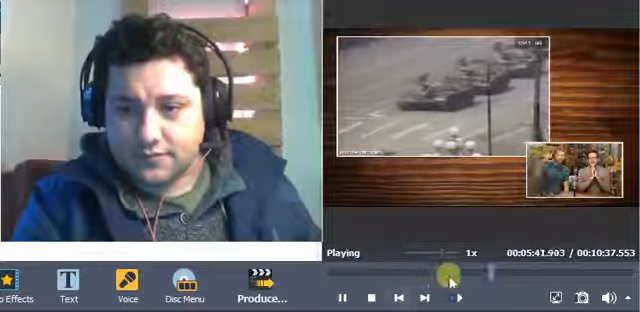 Playing
1x
00:05:41.903 / 00:10:37.553
Effects
Text
Voice
Disc Menu
Produce...